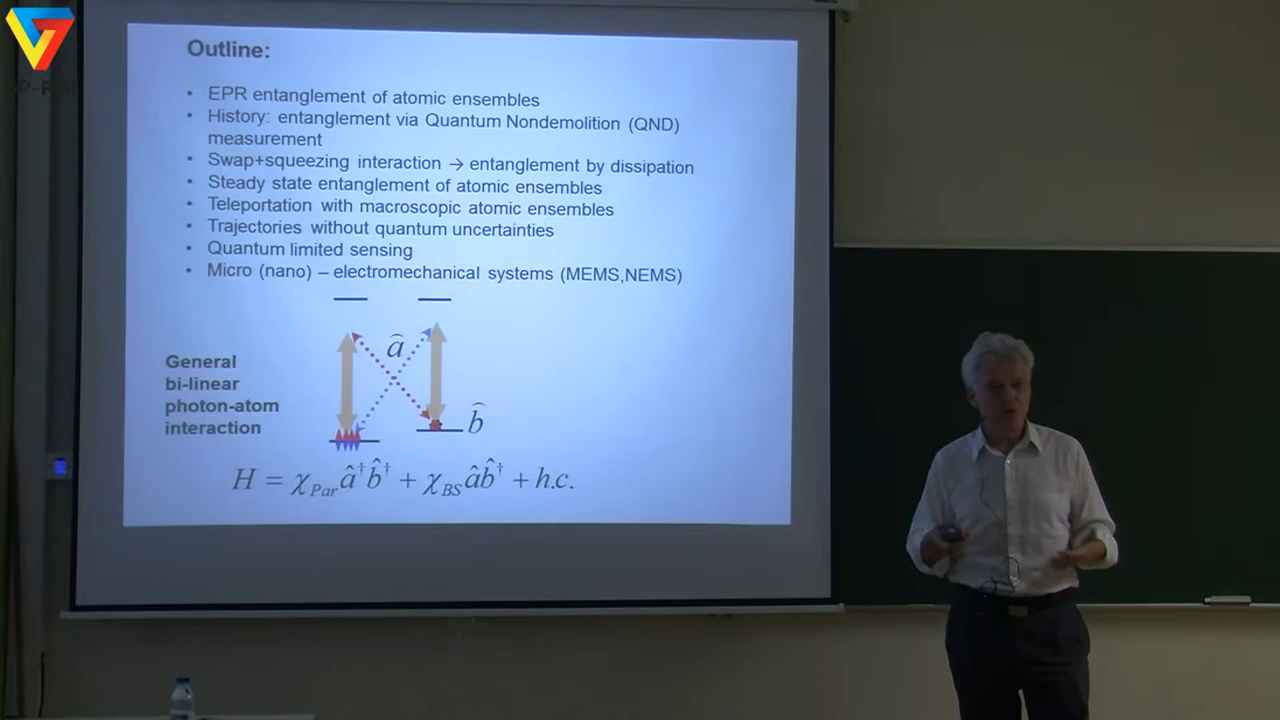 Outline:
• EPR entanglement of atomic ensembles
• History: entanglement via Quantum Nondemolition (QND)
measurement
• Swap+squeezing interaction → entanglement by dissipation
• Steady state entanglement of atomic ensembles
• Teleportation with macroscopic atomic ensembles
• Trajectories without quantum uncertainties
• Quantum limited sensing
• Micro (nano) – electromechanical systems (MEMS,NEMS)
â
General
bi-linear
photon-atom
interaction
b̂
H = χ_Par â†b̂† + χ_BS âb̂† + h.c.